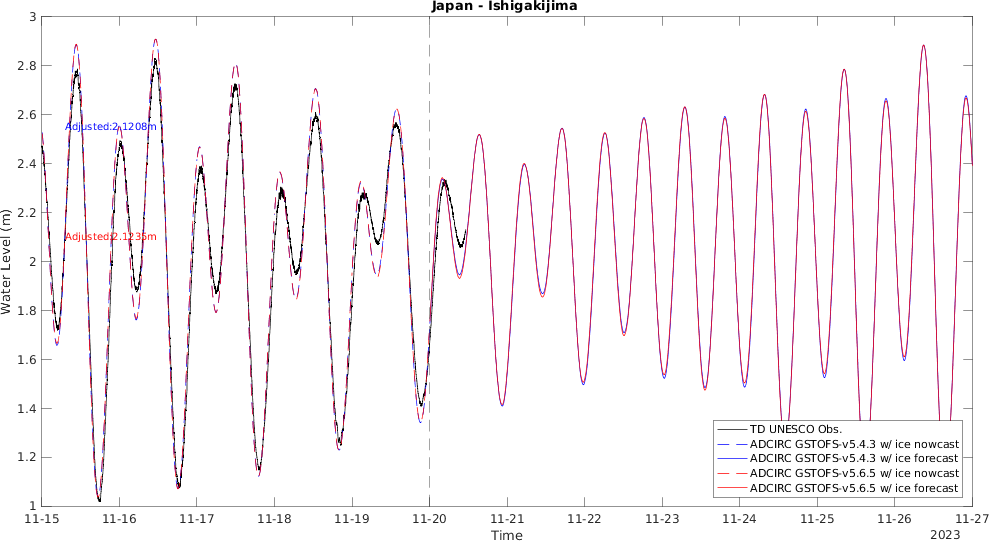 Japan - Ishigakijima
3
2.8
2.6
2.4
2.2
2
1.8
1.6
1.4
1.2
1
Water Level (m)
Adjusted:2.1208m
Adjusted:2.1235m
TD UNESCO Obs.
ADCIRC GSTOFS-v5.4.3 w/ ice nowcast
ADCIRC GSTOFS-v5.4.3 w/ ice forecast
ADCIRC GSTOFS-v5.6.5 w/ ice nowcast
ADCIRC GSTOFS-v5.6.5 w/ ice forecast
11-15 11-16 11-17 11-18 11-19 11-20 11-21 11-22 11-23 11-24 11-25 11-26 11-27
Time
2023